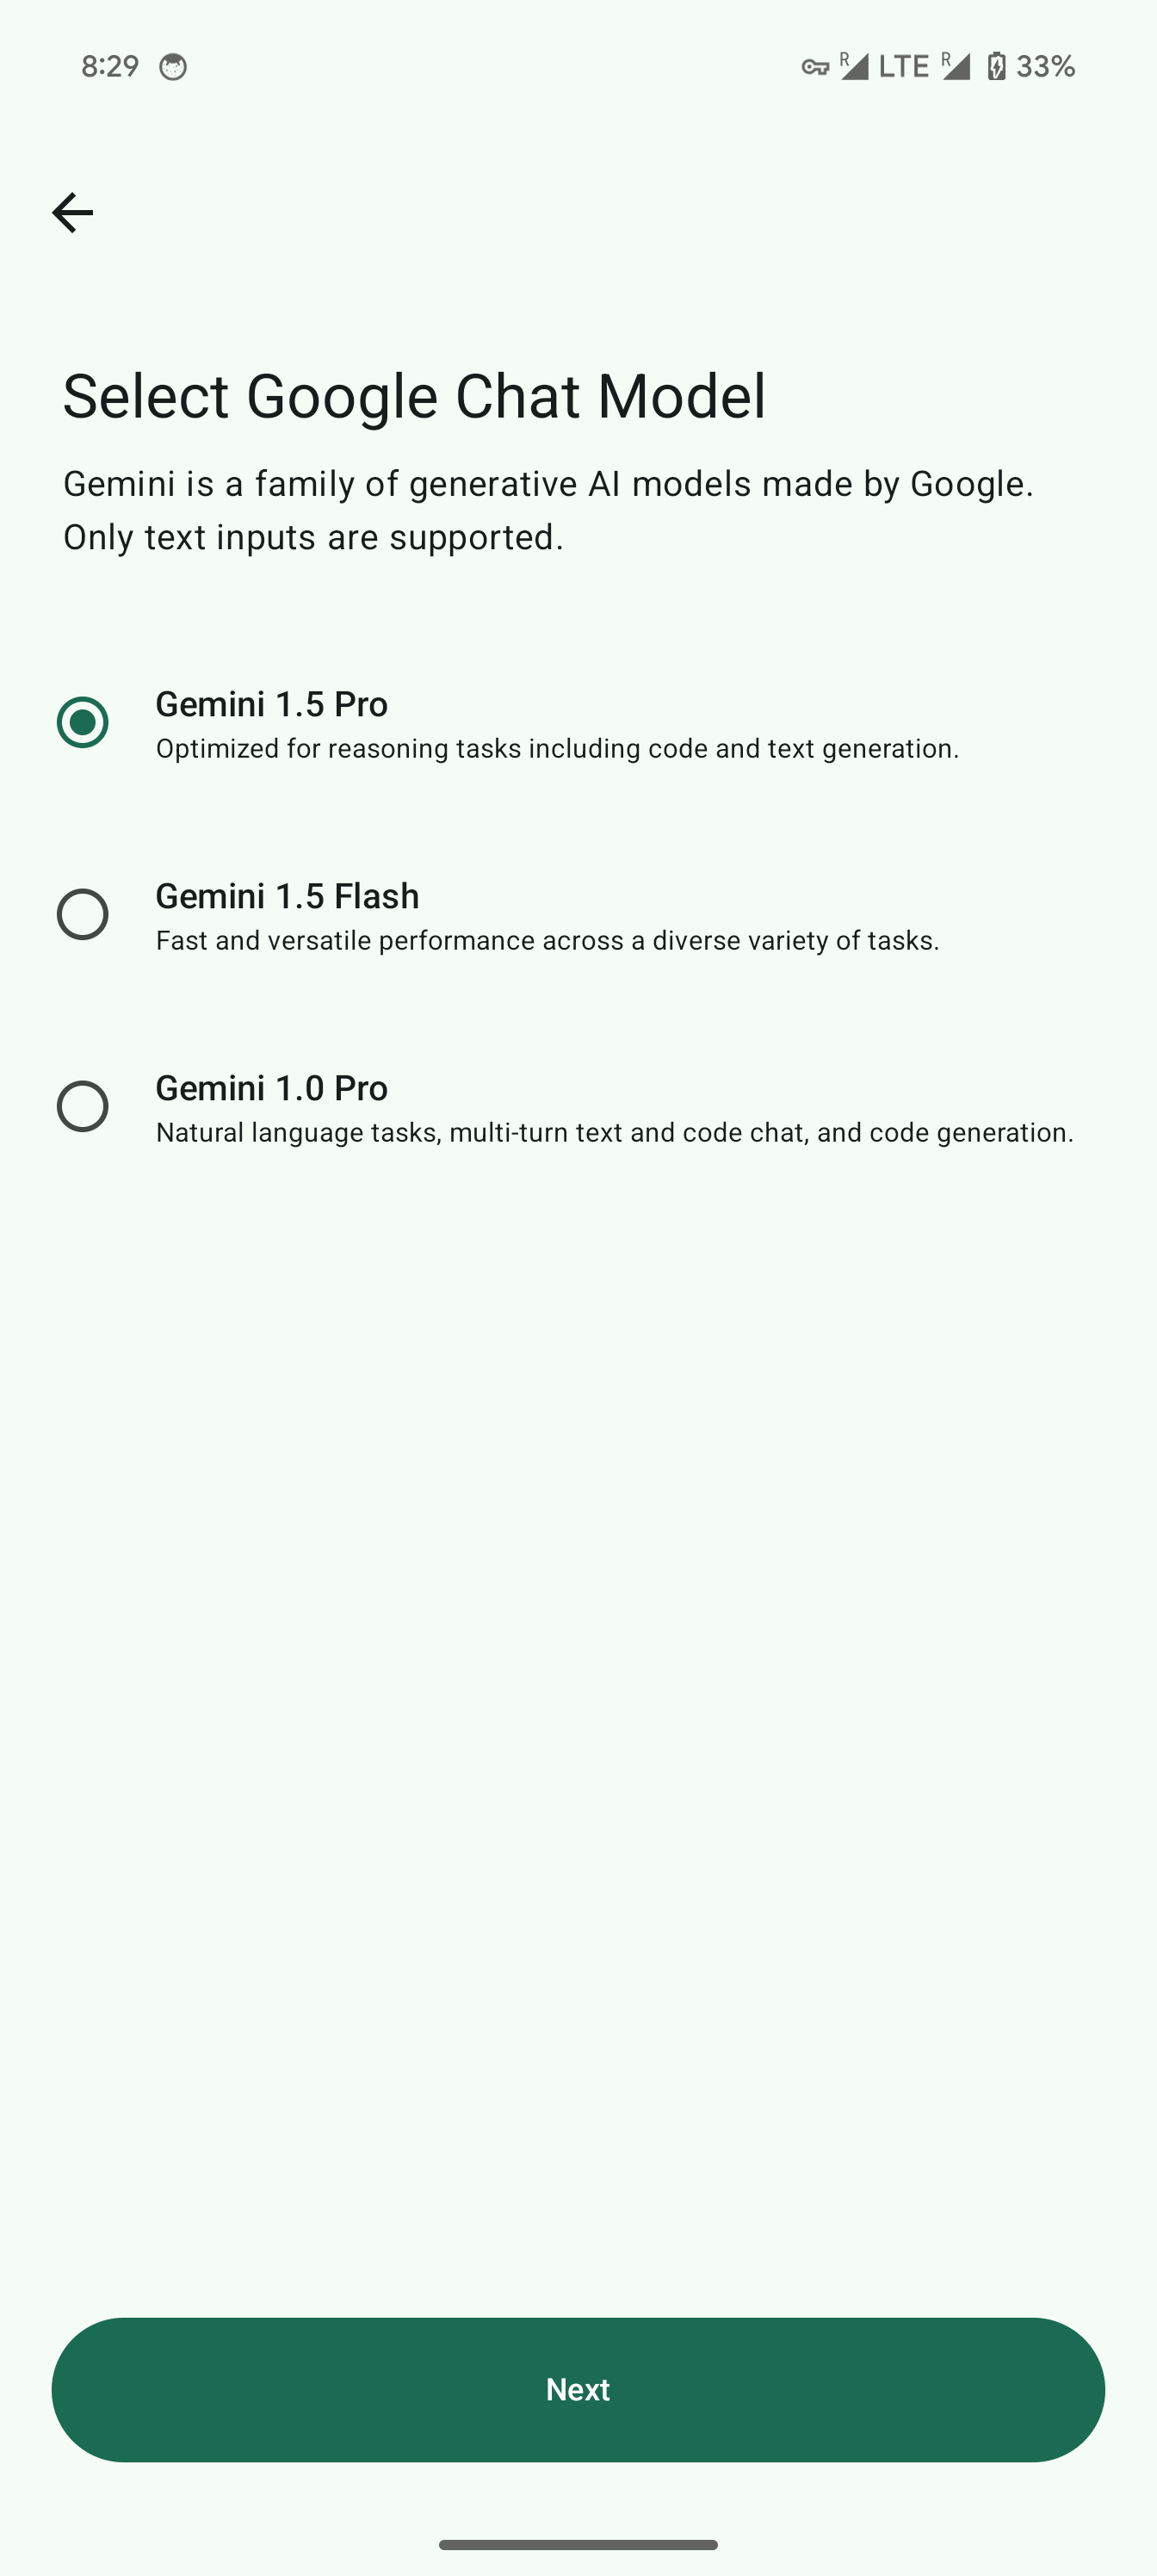 8:29 R LTE R 33%
Select Google Chat Model
Gemini is a family of generative AI models made by Google.
Only text inputs are supported.
Gemini 1.5 Pro
Optimized for reasoning tasks including code and text generation.
Gemini 1.5 Flash
Fast and versatile performance across a diverse variety of tasks.
Gemini 1.0 Pro
Natural language tasks, multi-turn text and code chat, and code generation.
Next